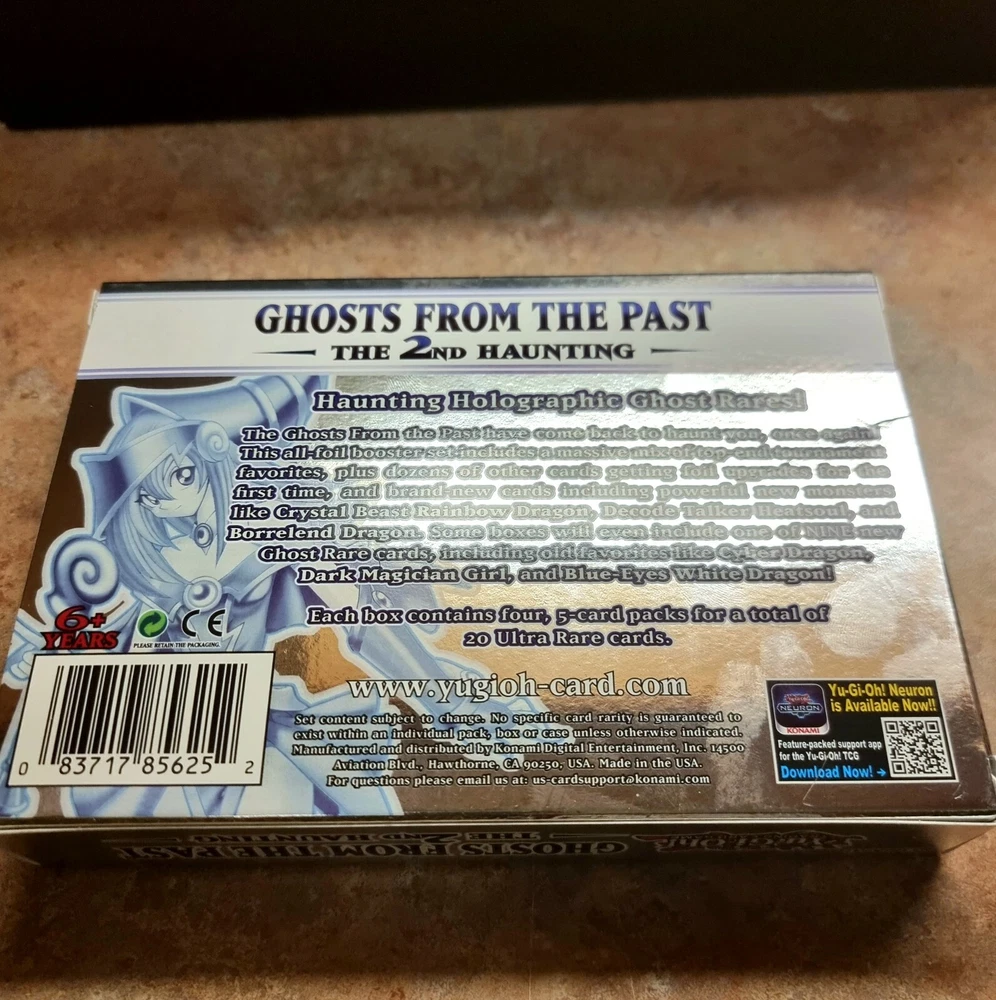 GHOSTS FROM THE PAST
THE 2ND HAUNTING
Haunting Holographic Ghost Rares!
The Ghosts From the Past have come back to haunt you, once again!
This all-foil booster set includes a massive mix of top-end tournament
favorites, plus dozens of other cards getting foil upgrades for the
first time, and brand-new cards including powerful new monsters
like Crystal Beast Rainbow Dragon, Decode Talker Heatsoul, and
Borrelend Dragon. Some boxes will even include one of NINE new
Ghost Rare cards, including old favorites like Cyber Dragon,
Dark Magician Girl, and Blue-Eyes White Dragon!
Each box contains four, 5-card packs for a total of
20 Ultra Rare cards.
6+
YEARS
CE
PLEASE RETAIN THE PACKAGING
www.yugioh-card.com
Set content subject to change. No specific card rarity is guaranteed to
exist within an individual pack, box or case unless otherwise indicated.
Manufactured and distributed by Konami Digital Entertainment, Inc. 14500
Aviation Blvd., Hawthorne, CA 90250, USA. Made in the USA.
For questions please email us at: us-cardsupport@konami.com
0 83717 85625 2
NEURON
KONAMI
Yu-Gi-Oh! Neuron
is Available Now!!
Feature-packed support app
for the Yu-Gi-Oh! TCG
Download Now!
GHOSTS FROM THE PAST
THE 2ND HAUNTING
Yu-Gi-Oh!